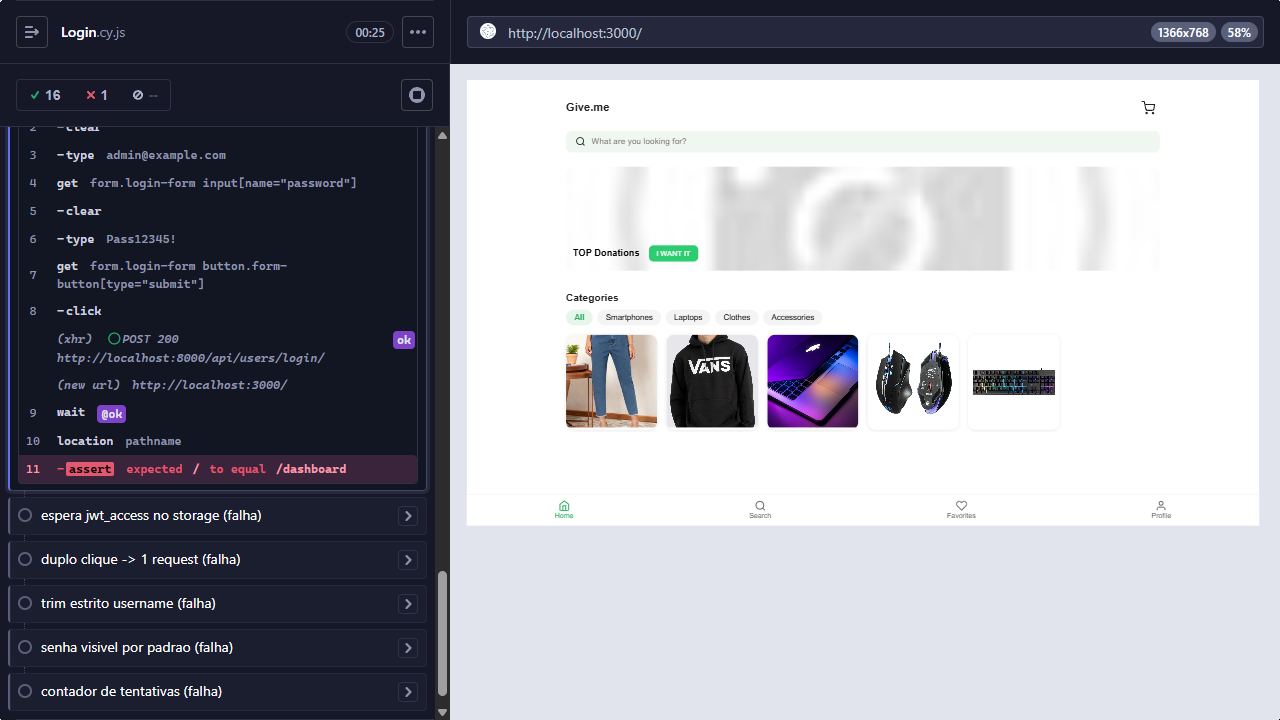 Login.cy.js
00:25
http://localhost:3000/
1366x768
58%
16
1
--
2 -clear
3 -type admin@example.com
4 get form.login-form input[name="password"]
5 -clear
6 -type Pass12345!
7 get form.login-form button.form-
button[type="submit"]
8 -click
(xhr) POST 200
http://localhost:8000/api/users/login/
ok
(new url) http://localhost:3000/
9 wait @ok
10 location pathname
11 -assert expected / to equal /dashboard
espera jwt_access no storage (falha)
duplo clique -> 1 request (falha)
trim estrito username (falha)
senha visivel por padrao (falha)
contador de tentativas (falha)
Give.me
What are you looking for?
TOP Donations
I WANT IT
Categories
All Smartphones Laptops Clothes Accessories
VANS
Home Search Favorites Profile